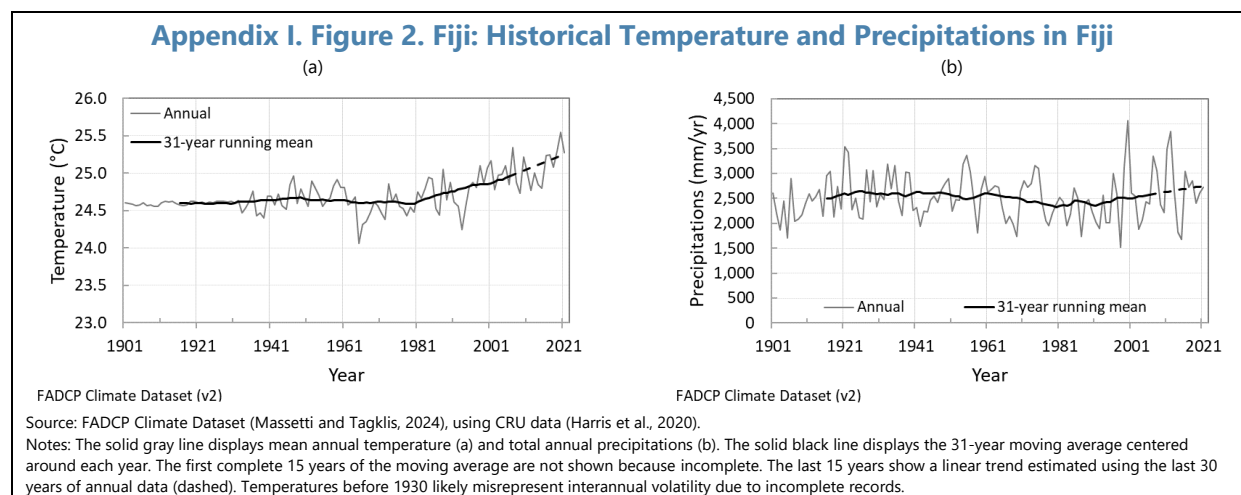 Appendix I. Figure 2. Fiji: Historical Temperature and Precipitations in Fiji
(a)
26.0
25.5
25.0
24.5
24.0
23.5
23.0
Temperature (°C)
Annual
31-year running mean
1901 1921 1941 1961 1981 2001 2021
Year
FADCP Climate Dataset (v2)
(b)
4,500
4,000
3,500
3,000
2,500
2,000
1,500
1,000
500
0
Precipitations (mm/yr)
Annual
31-year running mean
1901 1921 1941 1961 1981 2001 2021
Year
FADCP Climate Dataset (v2)
Source: FADCP Climate Dataset (Massetti and Tagklis, 2024), using CRU data (Harris et al., 2020).
Notes: The solid gray line displays mean annual temperature (a) and total annual precipitations (b). The solid black line displays the 31-year moving average centered
around each year. The first complete 15 years of the moving average are not shown because incomplete. The last 15 years show a linear trend estimated using the last 30
years of annual data (dashed). Temperatures before 1930 likely misrepresent interannual volatility due to incomplete records.